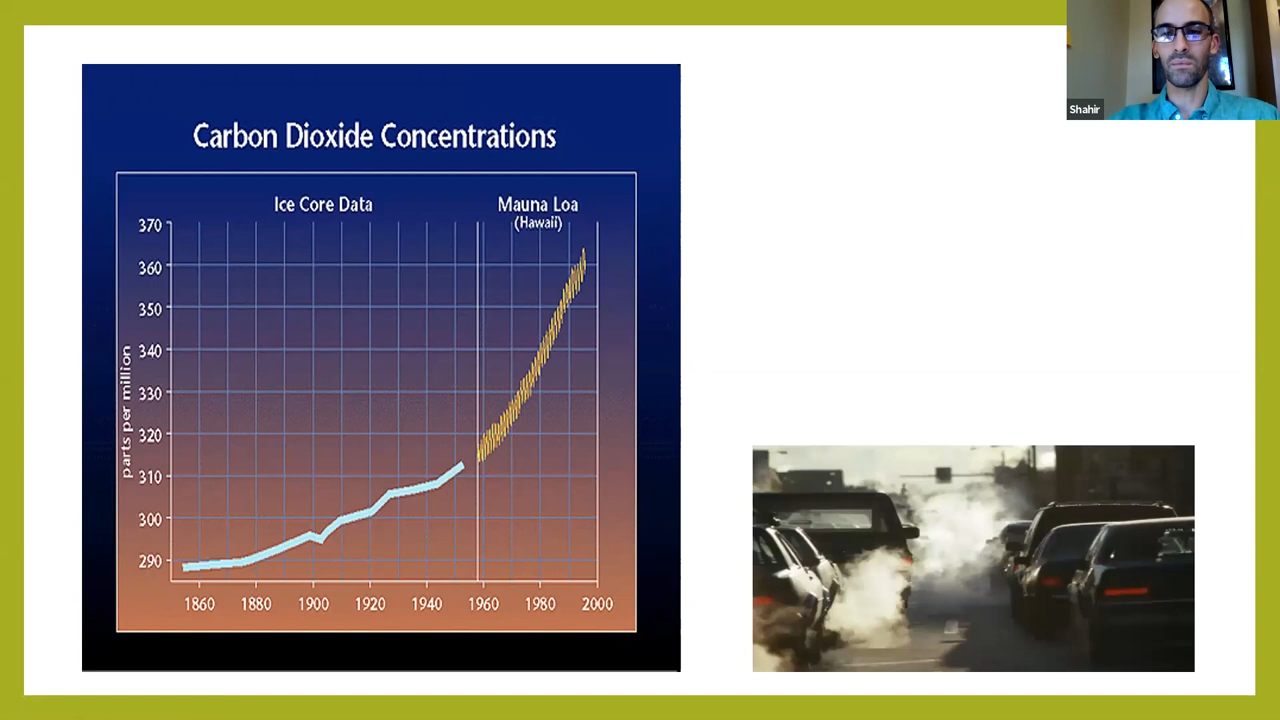 Shahir
Carbon Dioxide Concentrations
Ice Core Data
Mauna Loa
(Hawaii)
parts per million
370
360
350
340
330
320
310
300
290
1860 1880 1900 1920 1940 1960 1980 2000